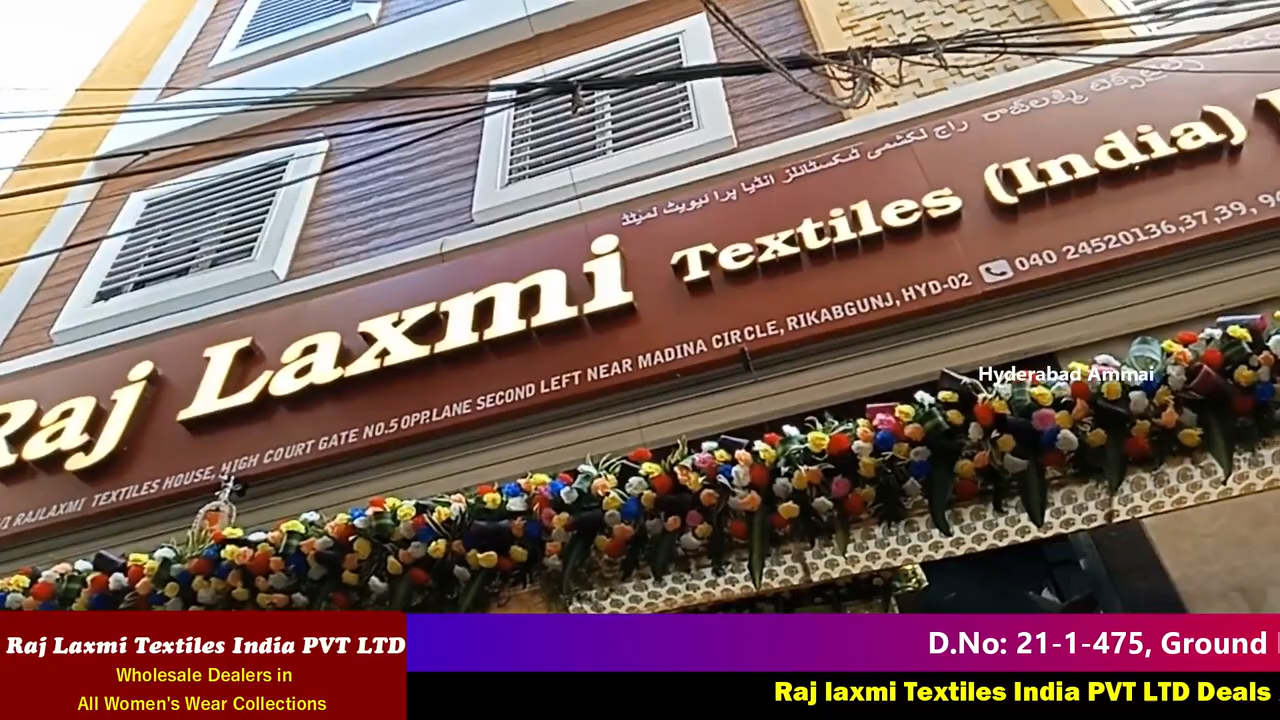 راج لکشمی ٹیکسٹائلز انڈیا پرا ئیویٹ لمیٹڈ
రాజ్‌లక్ష్మి టెక్స్‌టైల్స్
Raj Laxmi Textiles (India)
RAJLAXMI TEXTILES HOUSE, HIGH COURT GATE NO.5 OPP.LANE SECOND LEFT NEAR MADINA CIRCLE, RIKABGUNJ, HYD-02 040 24520136,37,39,
Hyderabad Ammai
Raj Laxmi Textiles India PVT LTD
Wholesale Dealers in
All Women's Wear Collections
D.No: 21-1-475, Ground
Raj laxmi Textiles India PVT LTD Deals